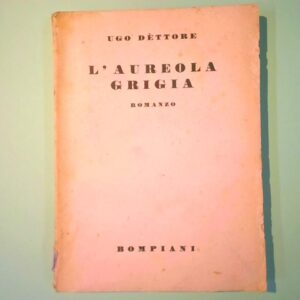 UGO DÈTTORE
L'AUREOLA
GRIGIA
ROMANZO
BOMPIANI